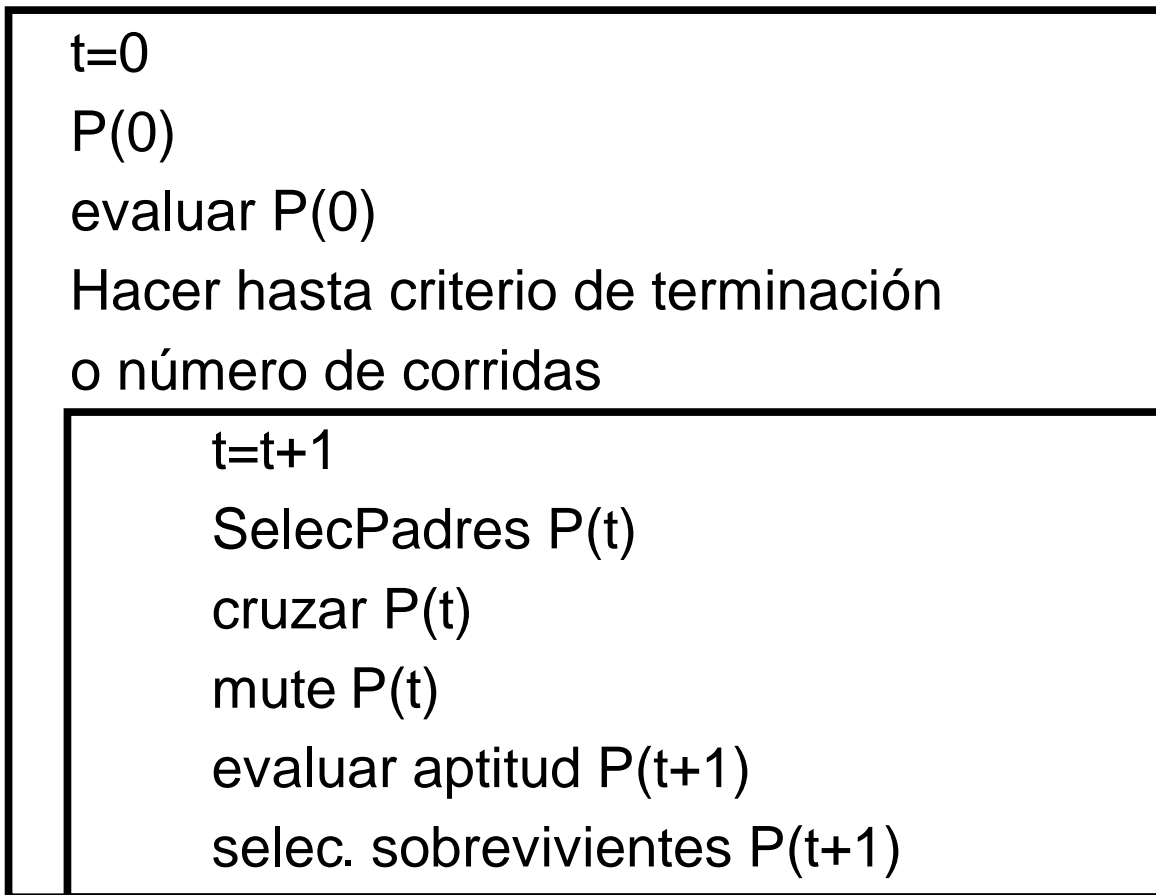 t=0
P(0)
evaluar P(0)
Hacer hasta criterio de terminación
o número de corridas
t=t+1
SelecPadres P(t)
cruzar P(t)
mute P(t)
evaluar aptitud P(t+1)
selec. sobrevivientes P(t+1)